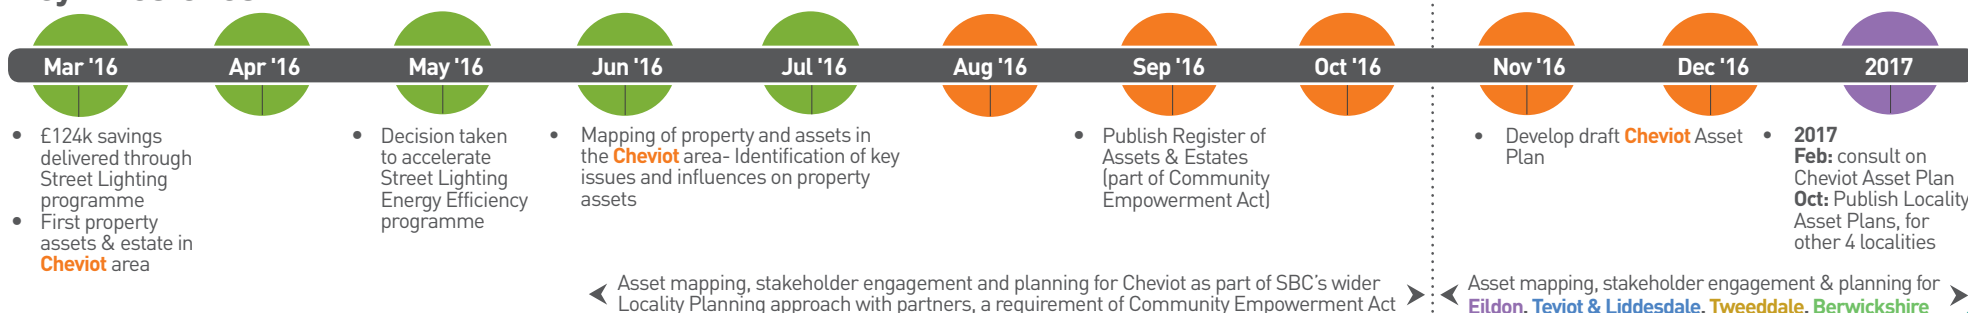 Mar '16
Apr '16
May '16
Jun '16
Jul '16
Aug '16
Sep '16
Oct '16
Nov '16
Dec '16
2017
• £124k savings
delivered through
Street Lighting
programme
• First property
assets & estate in
Cheviot area
• Decision taken
to accelerate
Street Lighting
Energy Efficiency
programme
• Mapping of property and assets in
the Cheviot area- Identification of key
issues and influences on property
assets
• Publish Register of
Assets & Estates
(part of Community
Empowerment Act)
• Develop draft Cheviot Asset
Plan
• 2017
Feb: consult on
Cheviot Asset Plan
Oct: Publish Locality
Asset Plans, for
other 4 localities
Asset mapping, stakeholder engagement and planning for Cheviot as part of SBC's wider
Locality Planning approach with partners, a requirement of Community Empowerment Act
Asset mapping, stakeholder engagement & planning for
Eildon, Teviot & Liddesdale, Tweeddale, Berwickshire